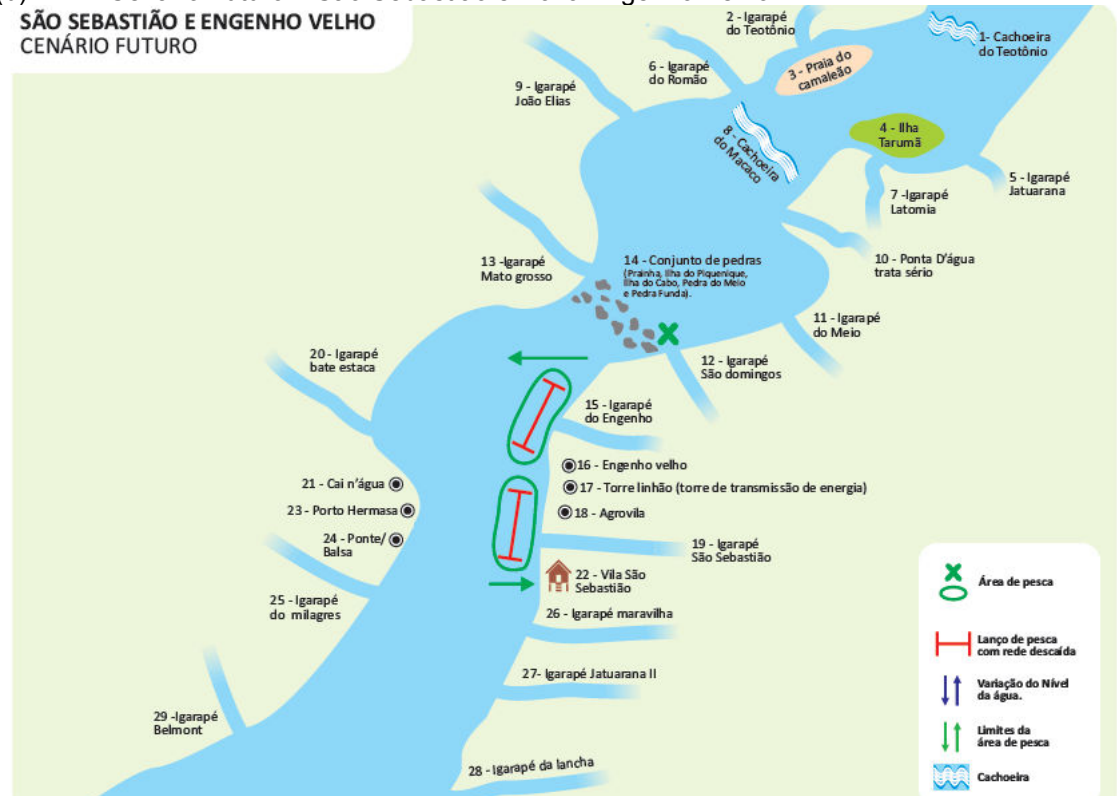 SÃO SEBASTIÃO E ENGENHO VELHO
CENÁRIO FUTURO
2 - Igarapé
do Teotônio
1- Cachoeira
do Teotônio
3 - Praia do
camaleão
6 - Igarapé
do Romão
9 - Igarapé
João Elias
8 - Cachoeira
do Macaco
4 - Ilha
Tarumã
5 - Igarapé
Jatuarana
7 -Igarapé
Latomia
10 - Ponta D'água
trata sério
13 -Igarapé
Mato grosso
14 - Conjunto de pedras
(Prainha, Ilha do Piquenique,
Ilha do Cabo, Pedra do Meio
e Pedra Funda).
11 - Igarapé
do Meio
12 - Igarapé
São domingos
20 - Igarapé
bate estaca
15 - Igarapé
do Engenho
16 - Engenho velho
17 - Torre linhão (torre de transmissão de energia)
18 - Agrovila
21 - Cai n'água
23 - Porto Hermasa
24 - Ponte/
Balsa
19 - Igarapé
São Sebastião
22 - Vila São
Sebastião
25 - Igarapé
do milagres
26 - Igarapé maravilha
27- Igarapé Jatuarana II
29 -Igarapé
Belmont
28 - Igarapé da lancha
Área de pesca
Lanço de pesca
com rede descaída
Variação do Nível
da água.
Limites da
área de pesca
Cachoeira